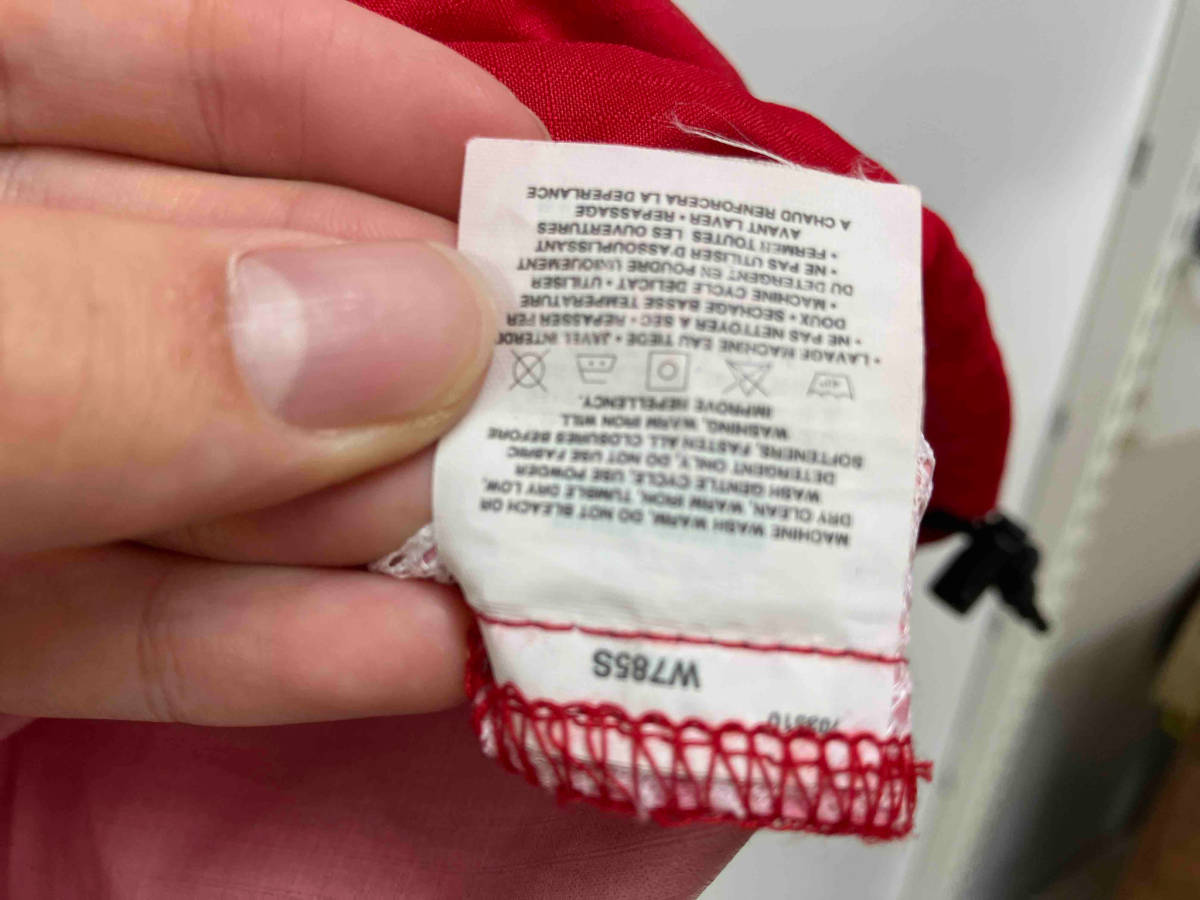 W785S
MACHINE WASH WARM, DO NOT BLEACH OR
DRY CLEAN, WARM IRON, TUMBLE DRY LOW,
WASH GENTLE CYCLE, USE POWDER
DETERGENT ONLY, DO NOT USE FABRIC
SOFTENERS, FASTEN ALL CLOSURES BEFORE
WASHING, WARM IRON WILL
IMPROVE REPELLENCY.
40°
• LAVAGE MACHINE EAU TIEDE • JAVEL
• NE PAS NETTOYER A SEC • REPASSER FER
DOUX • SECHAGE BASSE TEMPERATURE
• MACHINE CYCLE DELICAT • UTILISER
DU DETERGENT EN POUDRE UNIQUEMENT
• NE PAS UTILISER D'ASSOUPLISSANT
• FERMER TOUTES LES OUVERTURES
AVANT LAVER • REPASSAGE
A CHAUD RENFORCERA LA DEPERLANCE